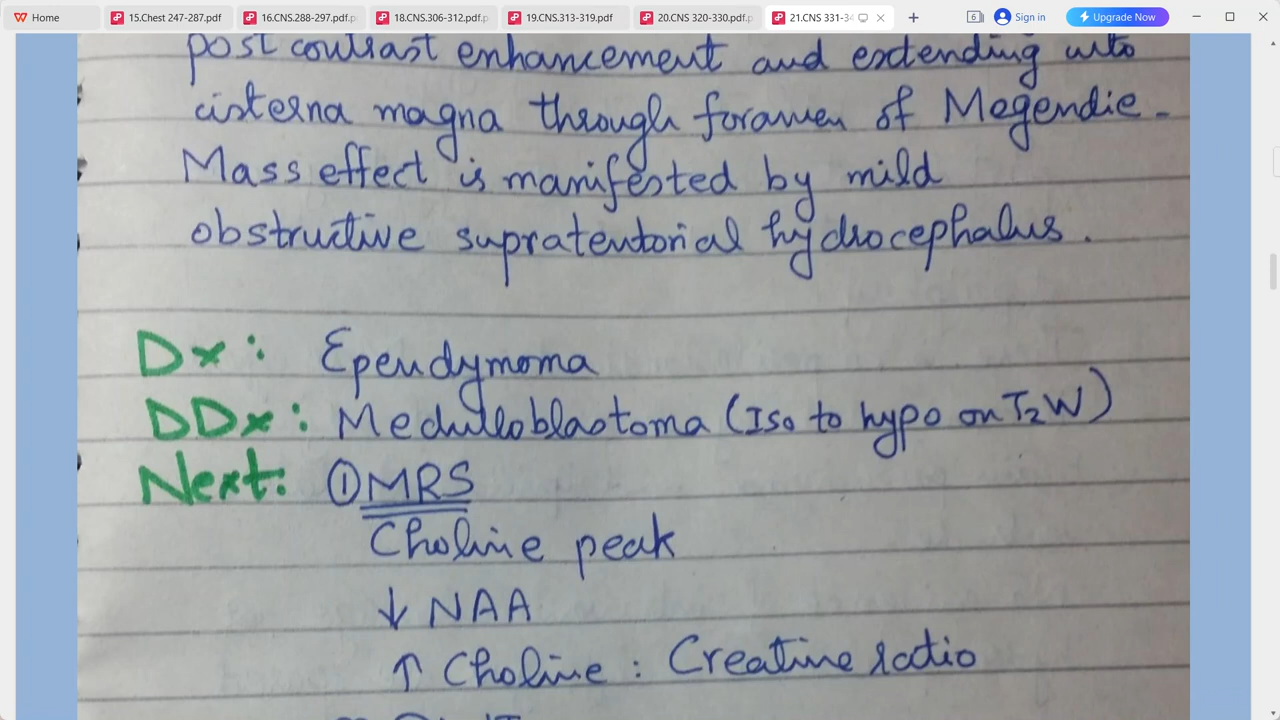 Home
15.Chest 247-287.pdf
16.CNS.288-297.pdf.p
18.CNS.306-312.pdf.p
19.CNS.313-319.pdf
20.CNS 320-330.pdf.p
21.CNS 331-34
6
Sign in
Upgrade Now
post contrast enhancement and extending into
cisterna magna through foramen of Megendie.
Mass effect is manifested by mild
obstructive supratentorial hydrocephalus.
Dx: Ependymoma
DDx: Medulloblastoma (Iso to hypo on T2W)
Next: ① MRS
Choline peak
↓ NAA
↑ Choline : Creatine ratio